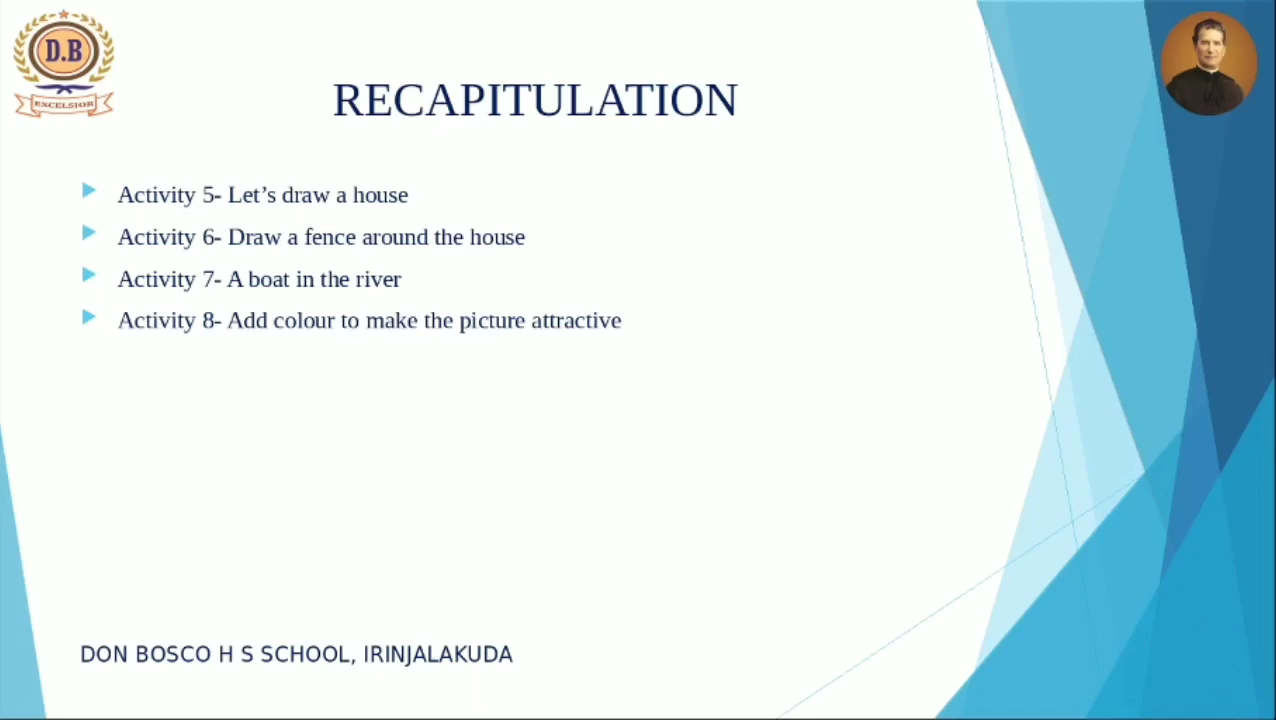 D.B
EXCELSIOR
RECAPITULATION
Activity 5- Let’s draw a house
Activity 6- Draw a fence around the house
Activity 7- A boat in the river
Activity 8- Add colour to make the picture attractive
DON BOSCO H S SCHOOL, IRINJALAKUDA